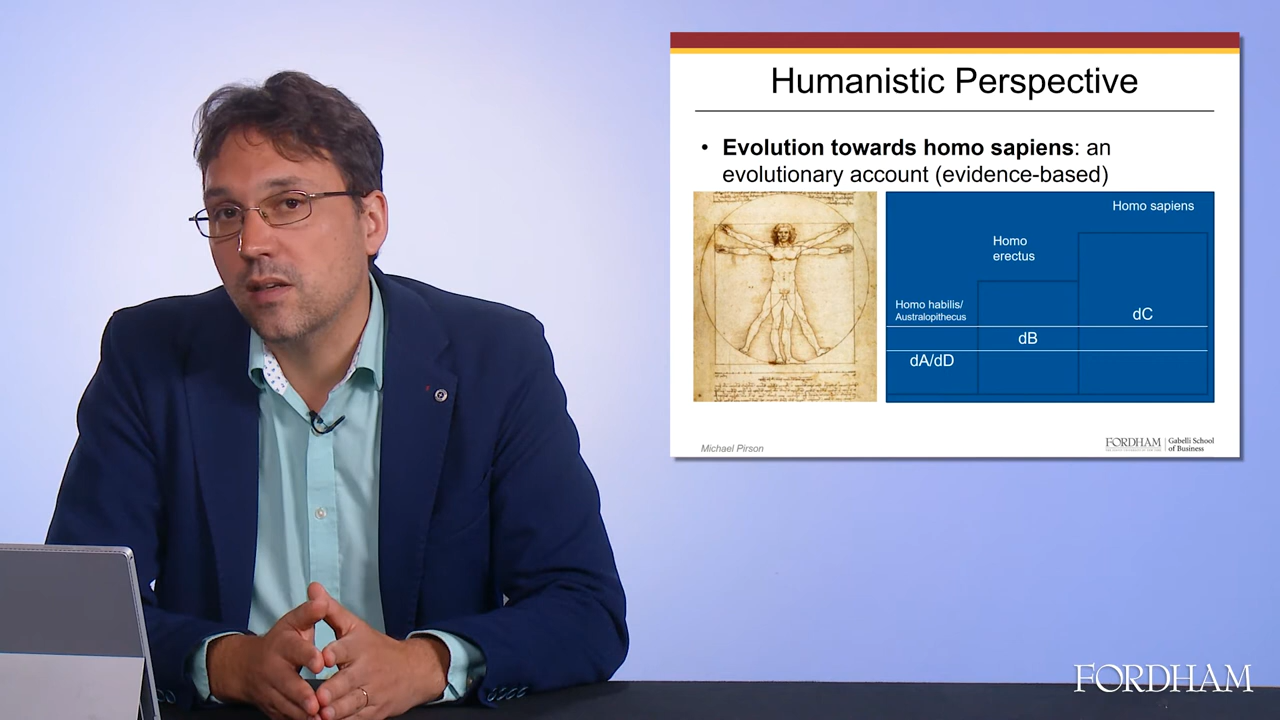 Humanistic Perspective
• Evolution towards homo sapiens: an
evolutionary account (evidence-based)
Homo sapiens
Homo
erectus
Homo habilis/
Australopithecus
dC
dB
dA/dD
Michael Pirson
FORDHAM
Gabelli School
of Business
FORDHAM